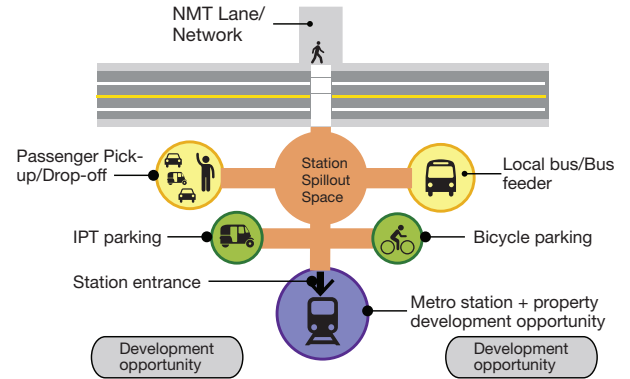 NMT Lane/
Network
Passenger Pick-
up/Drop-off
Station
Spillout
Space
Local bus/Bus
feeder
IPT parking
Bicycle parking
Station entrance
Metro station + property
development opportunity
Development
opportunity
Development
opportunity